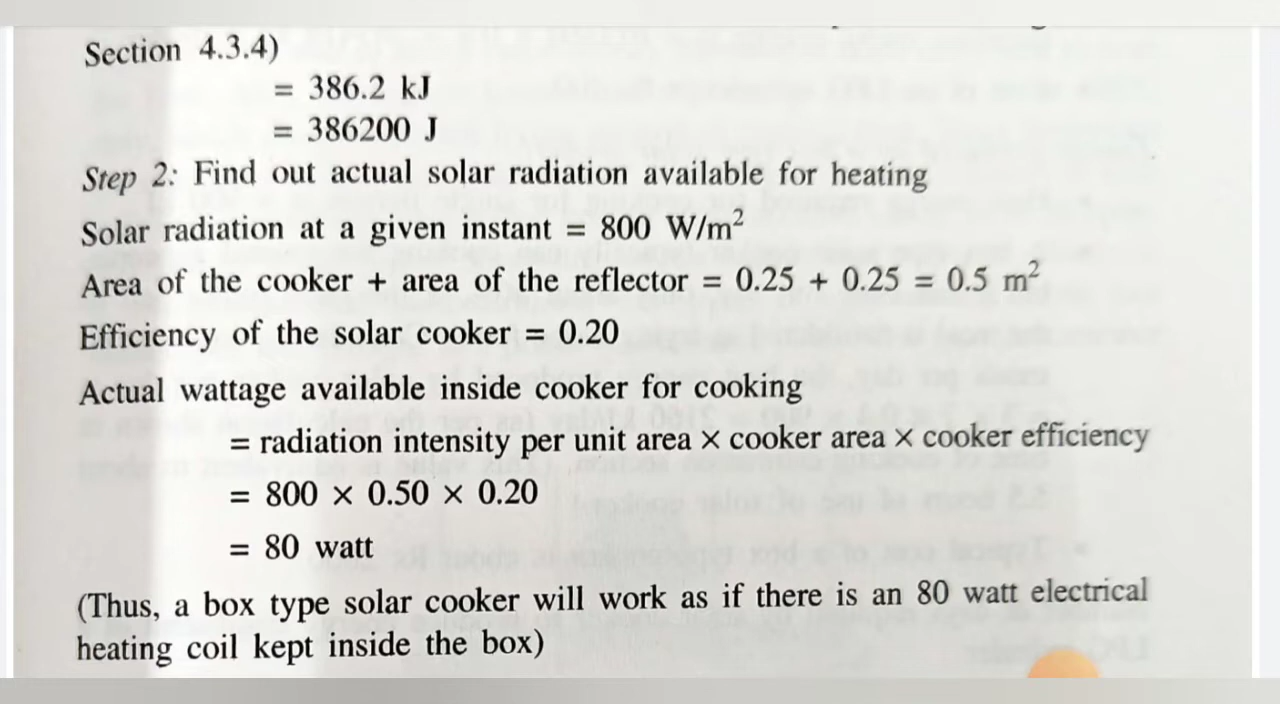 Section 4.3.4)
= 386.2 kJ
= 386200 J
Step 2: Find out actual solar radiation available for heating
Solar radiation at a given instant = 800 W/m²
Area of the cooker + area of the reflector = 0.25 + 0.25 = 0.5 m²
Efficiency of the solar cooker = 0.20
Actual wattage available inside cooker for cooking
= radiation intensity per unit area × cooker area × cooker efficiency
= 800 × 0.50 × 0.20
= 80 watt
(Thus, a box type solar cooker will work as if there is an 80 watt electrical
heating coil kept inside the box)